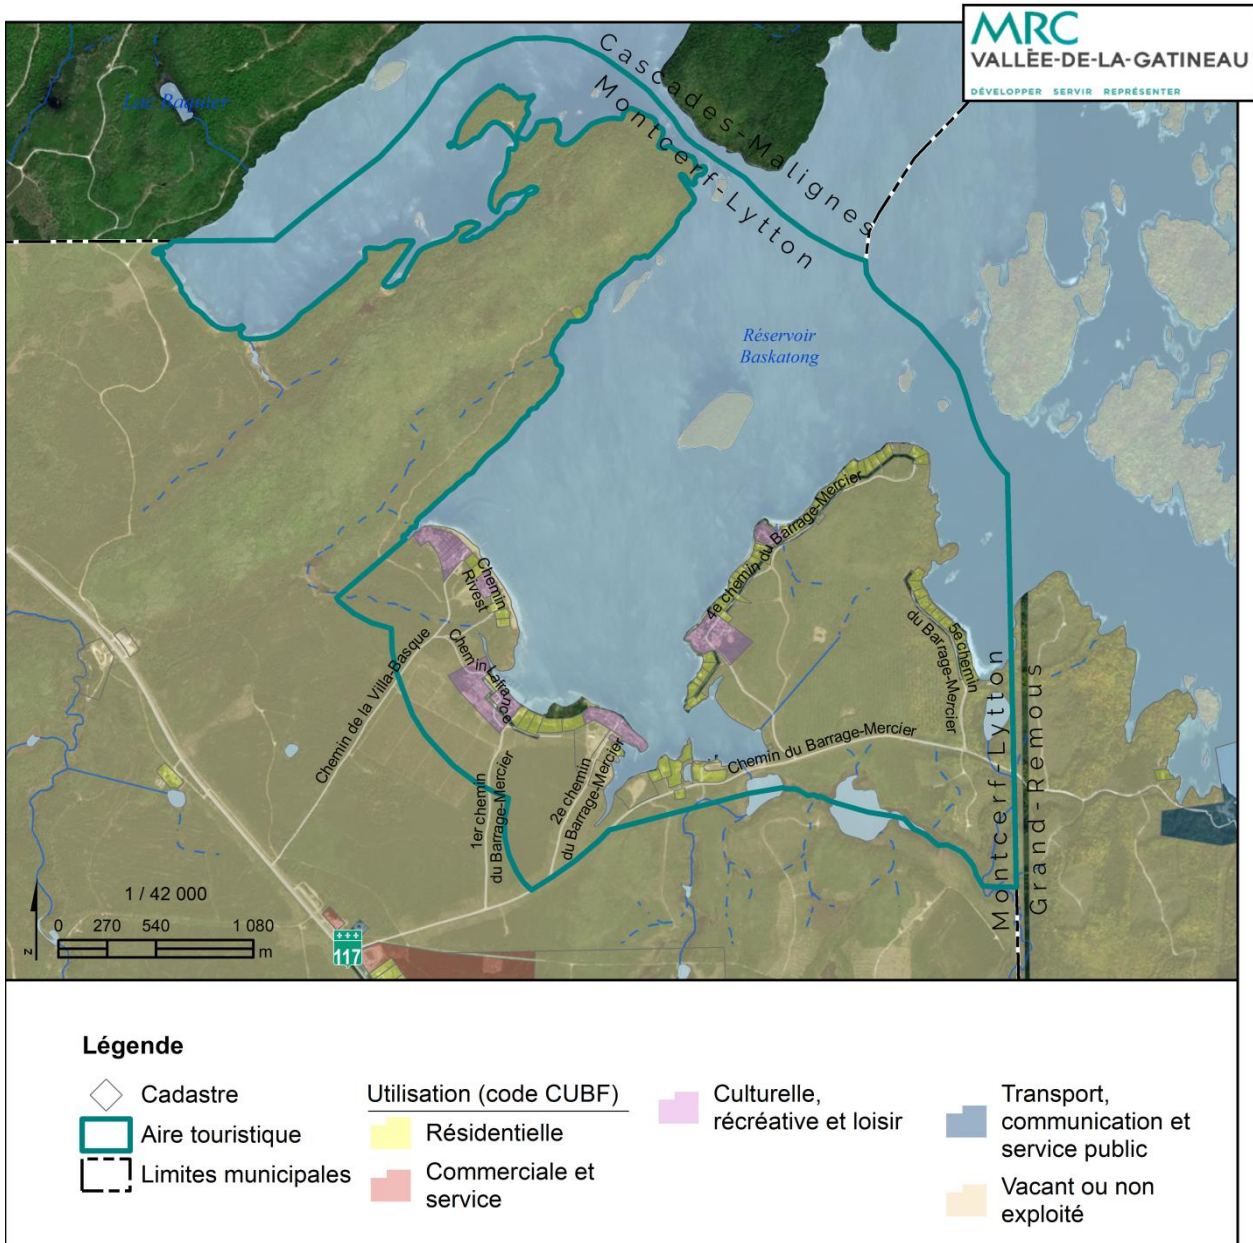 MRC
VALLÉE-DE-LA-GATINEAU
DÉVELOPPER SERVIR REPRÉSENTER
Lac Baquier
Cascades-Malignes
Montcerf-Lytton
Réservoir
Baskatong
4e chemin du Barrage-Mercier
Chemin
Rivest
Chemin de la Villa-Basque
5e chemin
du Barrage-Mercier
Chemin du Barrage-Mercier
1er chemin
du Barrage-Mercier
2e chemin
du Barrage-Mercier
Montcerf-Lytton
Grand-Remous
1 / 42 000
0 270 540 1 080
m
z
117
Légende
Cadastre
Aire touristique
Limites municipales
Utilisation (code CUBF)
Résidentielle
Commerciale et
service
Culturelle,
récréative et loisir
Transport,
communication et
service public
Vacant ou non
exploité